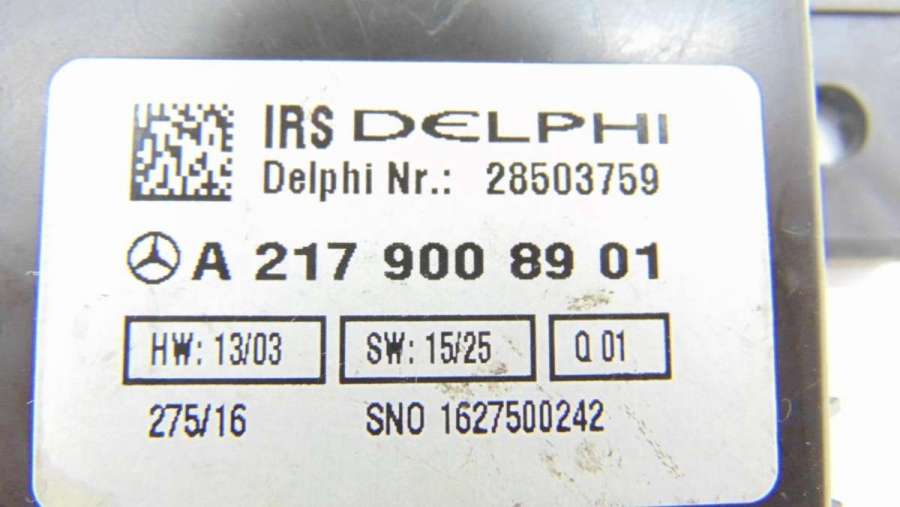 IRS DELPHI
Delphi Nr.: 28503759
A 217 900 89 01
HW: 13/03 SW: 15/25 Q 01
275/16 SNO 1627500242